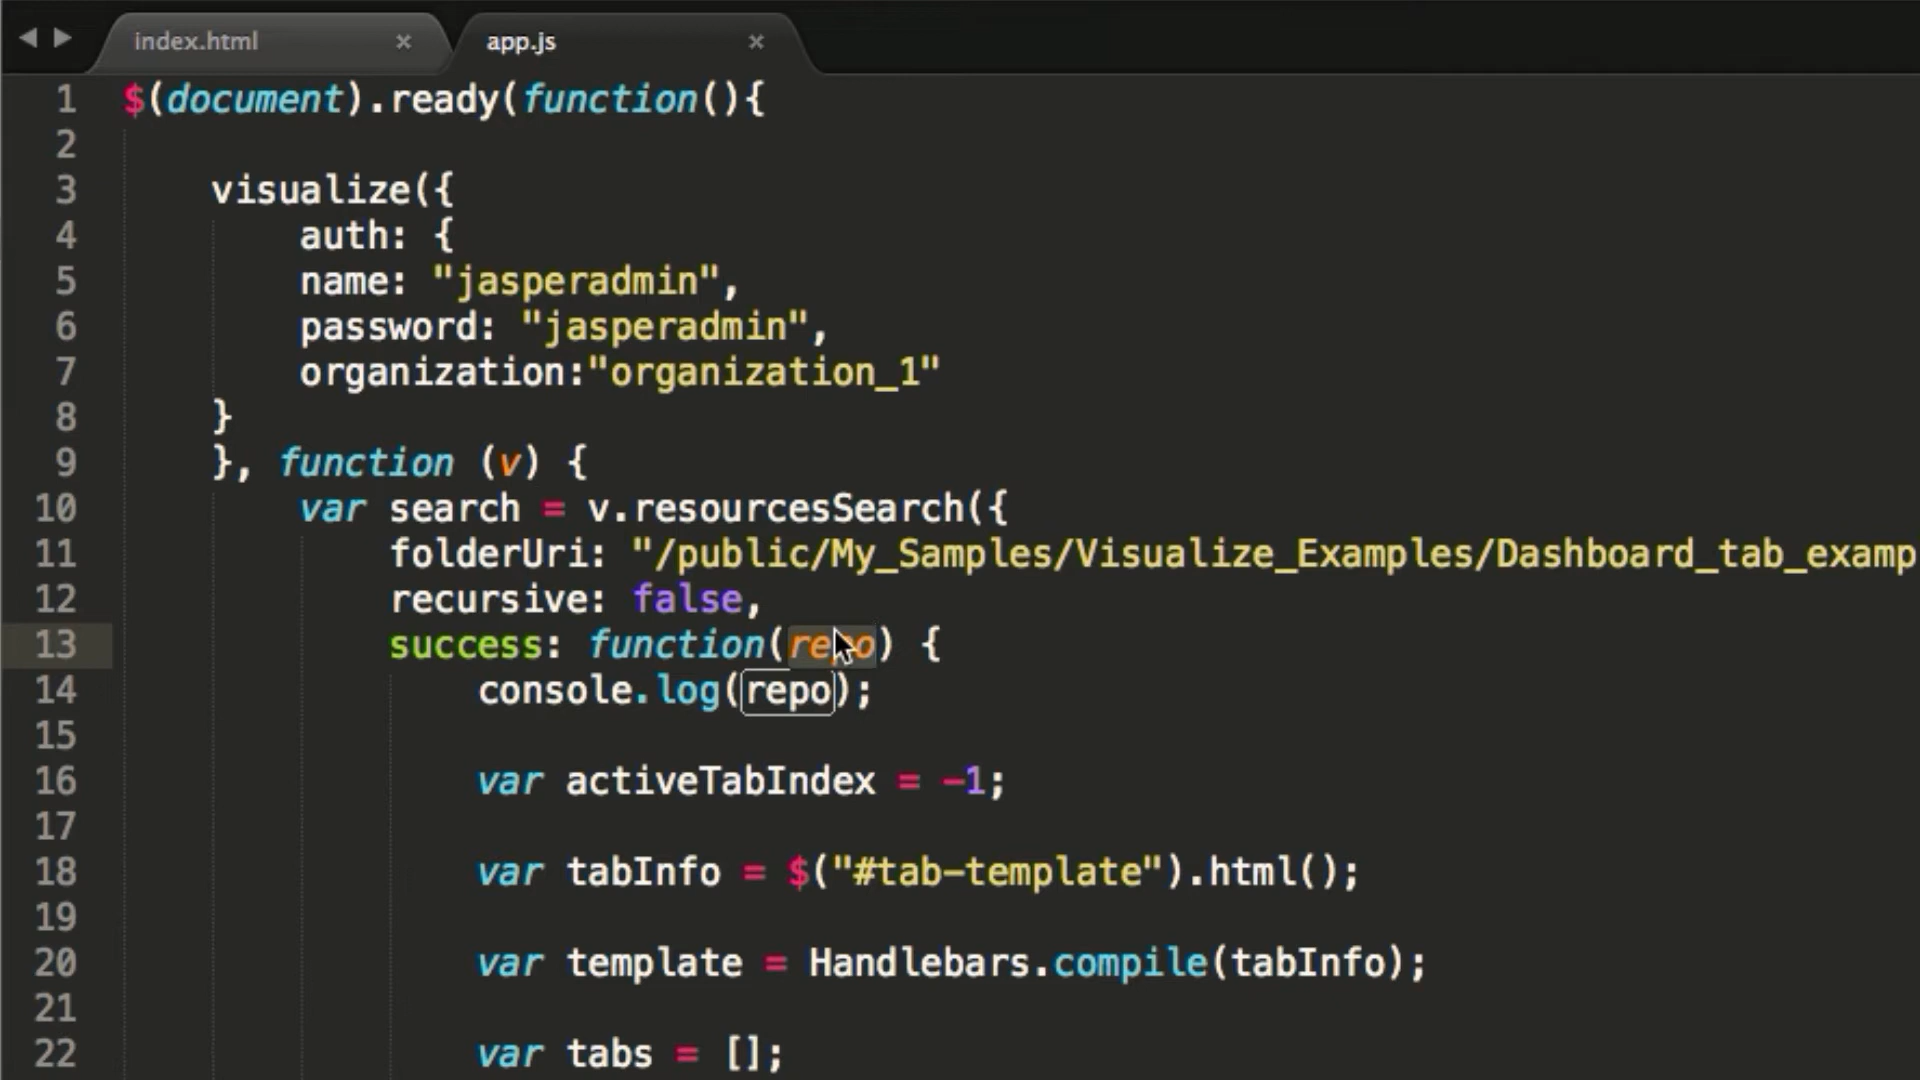 index.html × app.js ×
1 $(document).ready(function(){
2
3 visualize({
4 auth: {
5 name: "jasperadmin",
6 password: "jasperadmin",
7 organization:"organization_1"
8 }
9 }, function (v) {
10 var search = v.resourcesSearch({
11 folderUri: "/public/My_Samples/Visualize_Examples/Dashboard_tab_examp
12 recursive: false,
13 success: function(repo) {
14 console.log(repo);
15
16 var activeTabIndex = -1;
17
18 var tabInfo = $("#tab-template").html();
19
20 var template = Handlebars.compile(tabInfo);
21
22 var tabs = [];